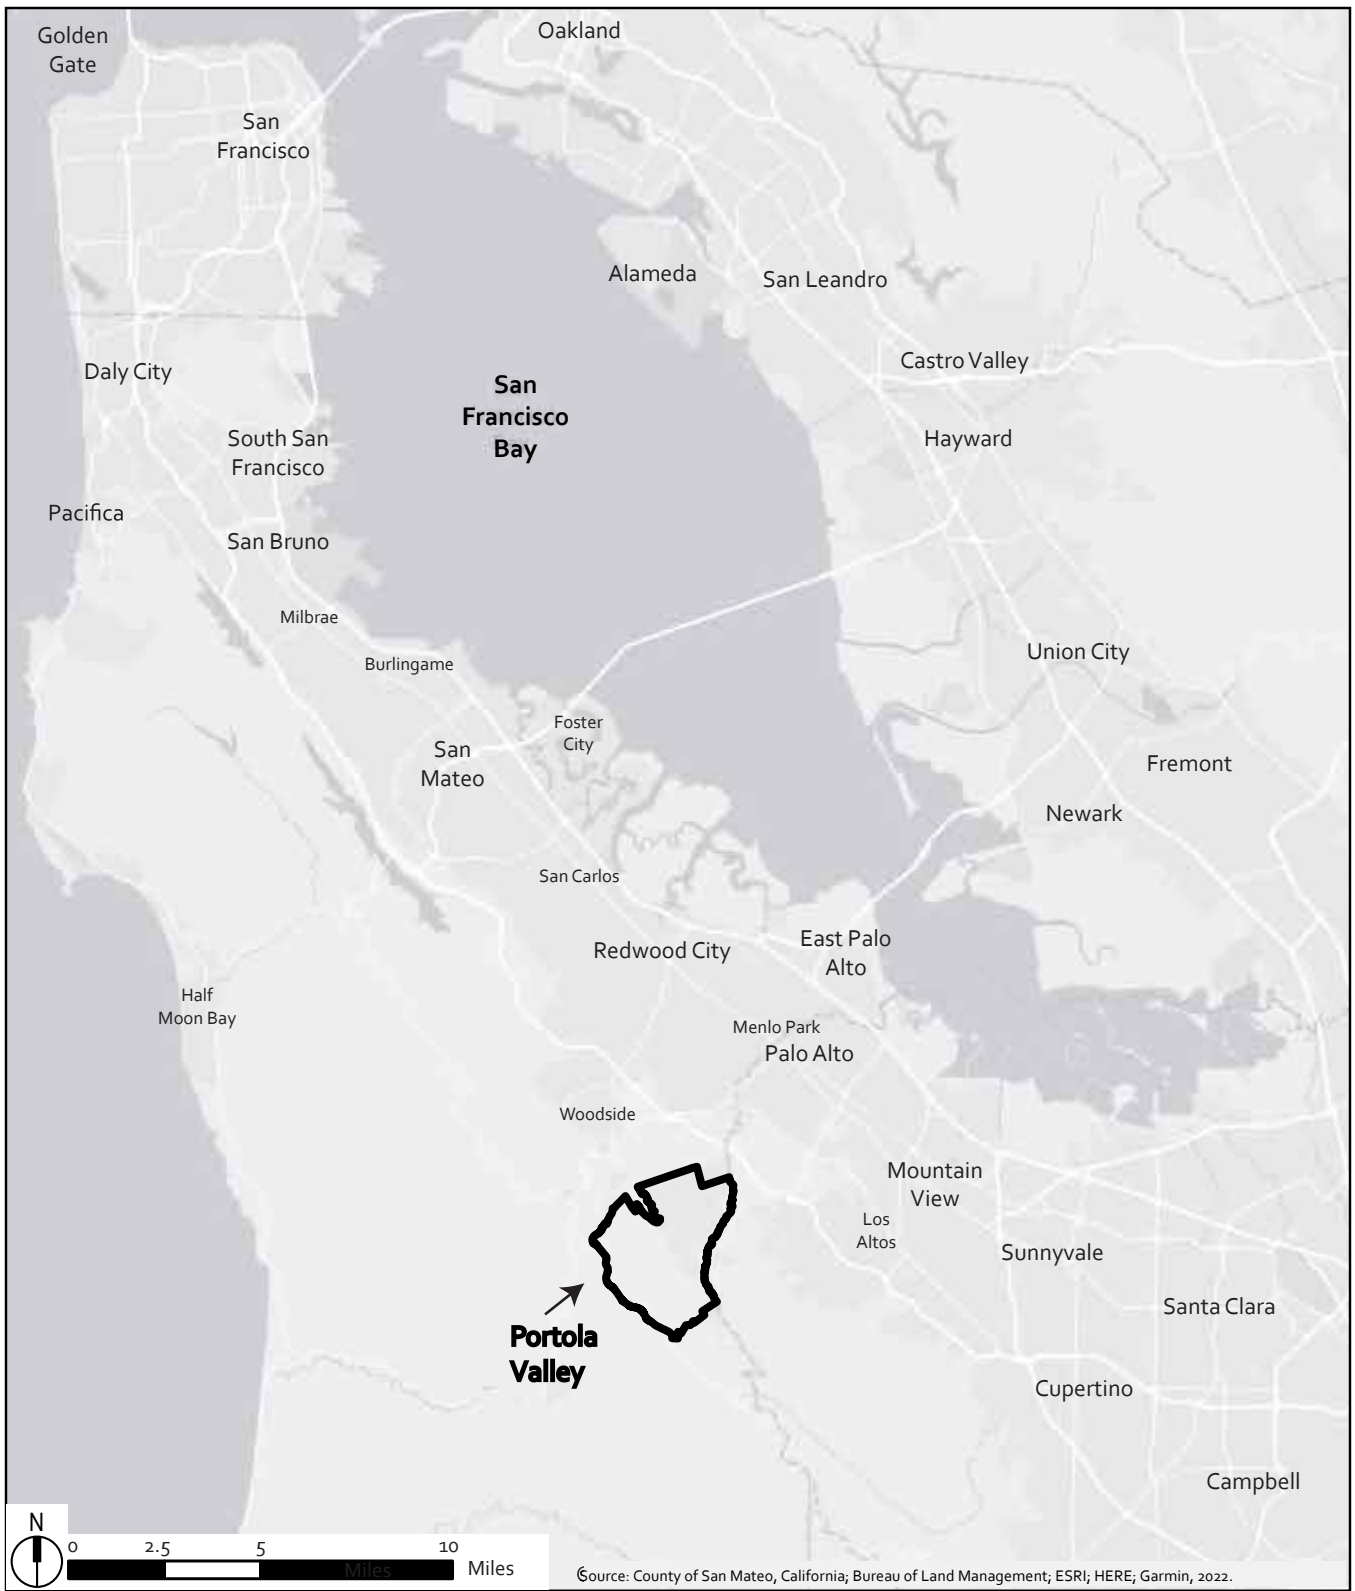 Golden
Gate
Oakland
San
Francisco
Alameda
San Leandro
Daly City
Castro Valley
San
Francisco
Bay
South San
Francisco
Hayward
Pacifica
San Bruno
Milbrae
Burlingame
Union City
Foster
City
San
Mateo
Fremont
Newark
San Carlos
Redwood City
East Palo
Alto
Half
Moon Bay
Menlo Park
Palo Alto
Woodside
Mountain
View
Los
Altos
Sunnyvale
Santa Clara
Portola
Valley
Cupertino
Campbell
N
0 2.5 5 10
Miles Miles
Source: County of San Mateo, California; Bureau of Land Management; ESRI; HERE; Garmin, 2022.